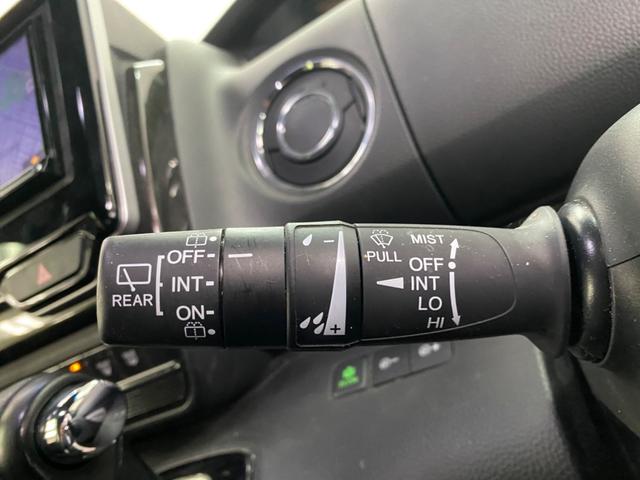 REAR
OFF
INT
ON
PULL
MIST
OFF
INT
LO
HI